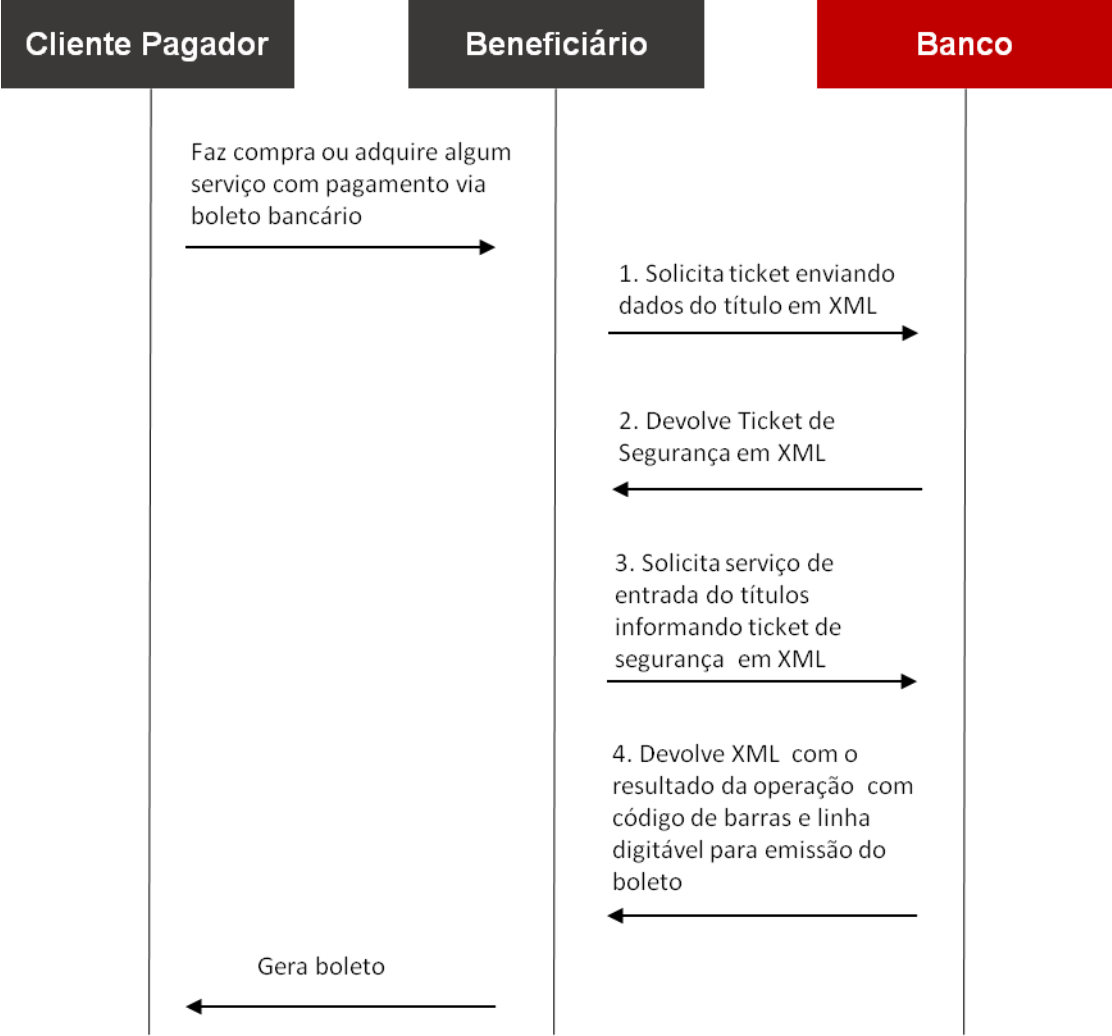 Cliente Pagador
Beneficiário
Banco
Faz compra ou adquire algum
serviço com pagamento via
boleto bancário
1. Solicita ticket enviando
dados do título em XML
2. Devolve Ticket de
Segurança em XML
3. Solicita serviço de
entrada do títulos
informando ticket de
segurança  em XML
4. Devolve XML  com o
resultado da operação  com
código de barras e linha
digitável para emissão do
boleto
Gera boleto